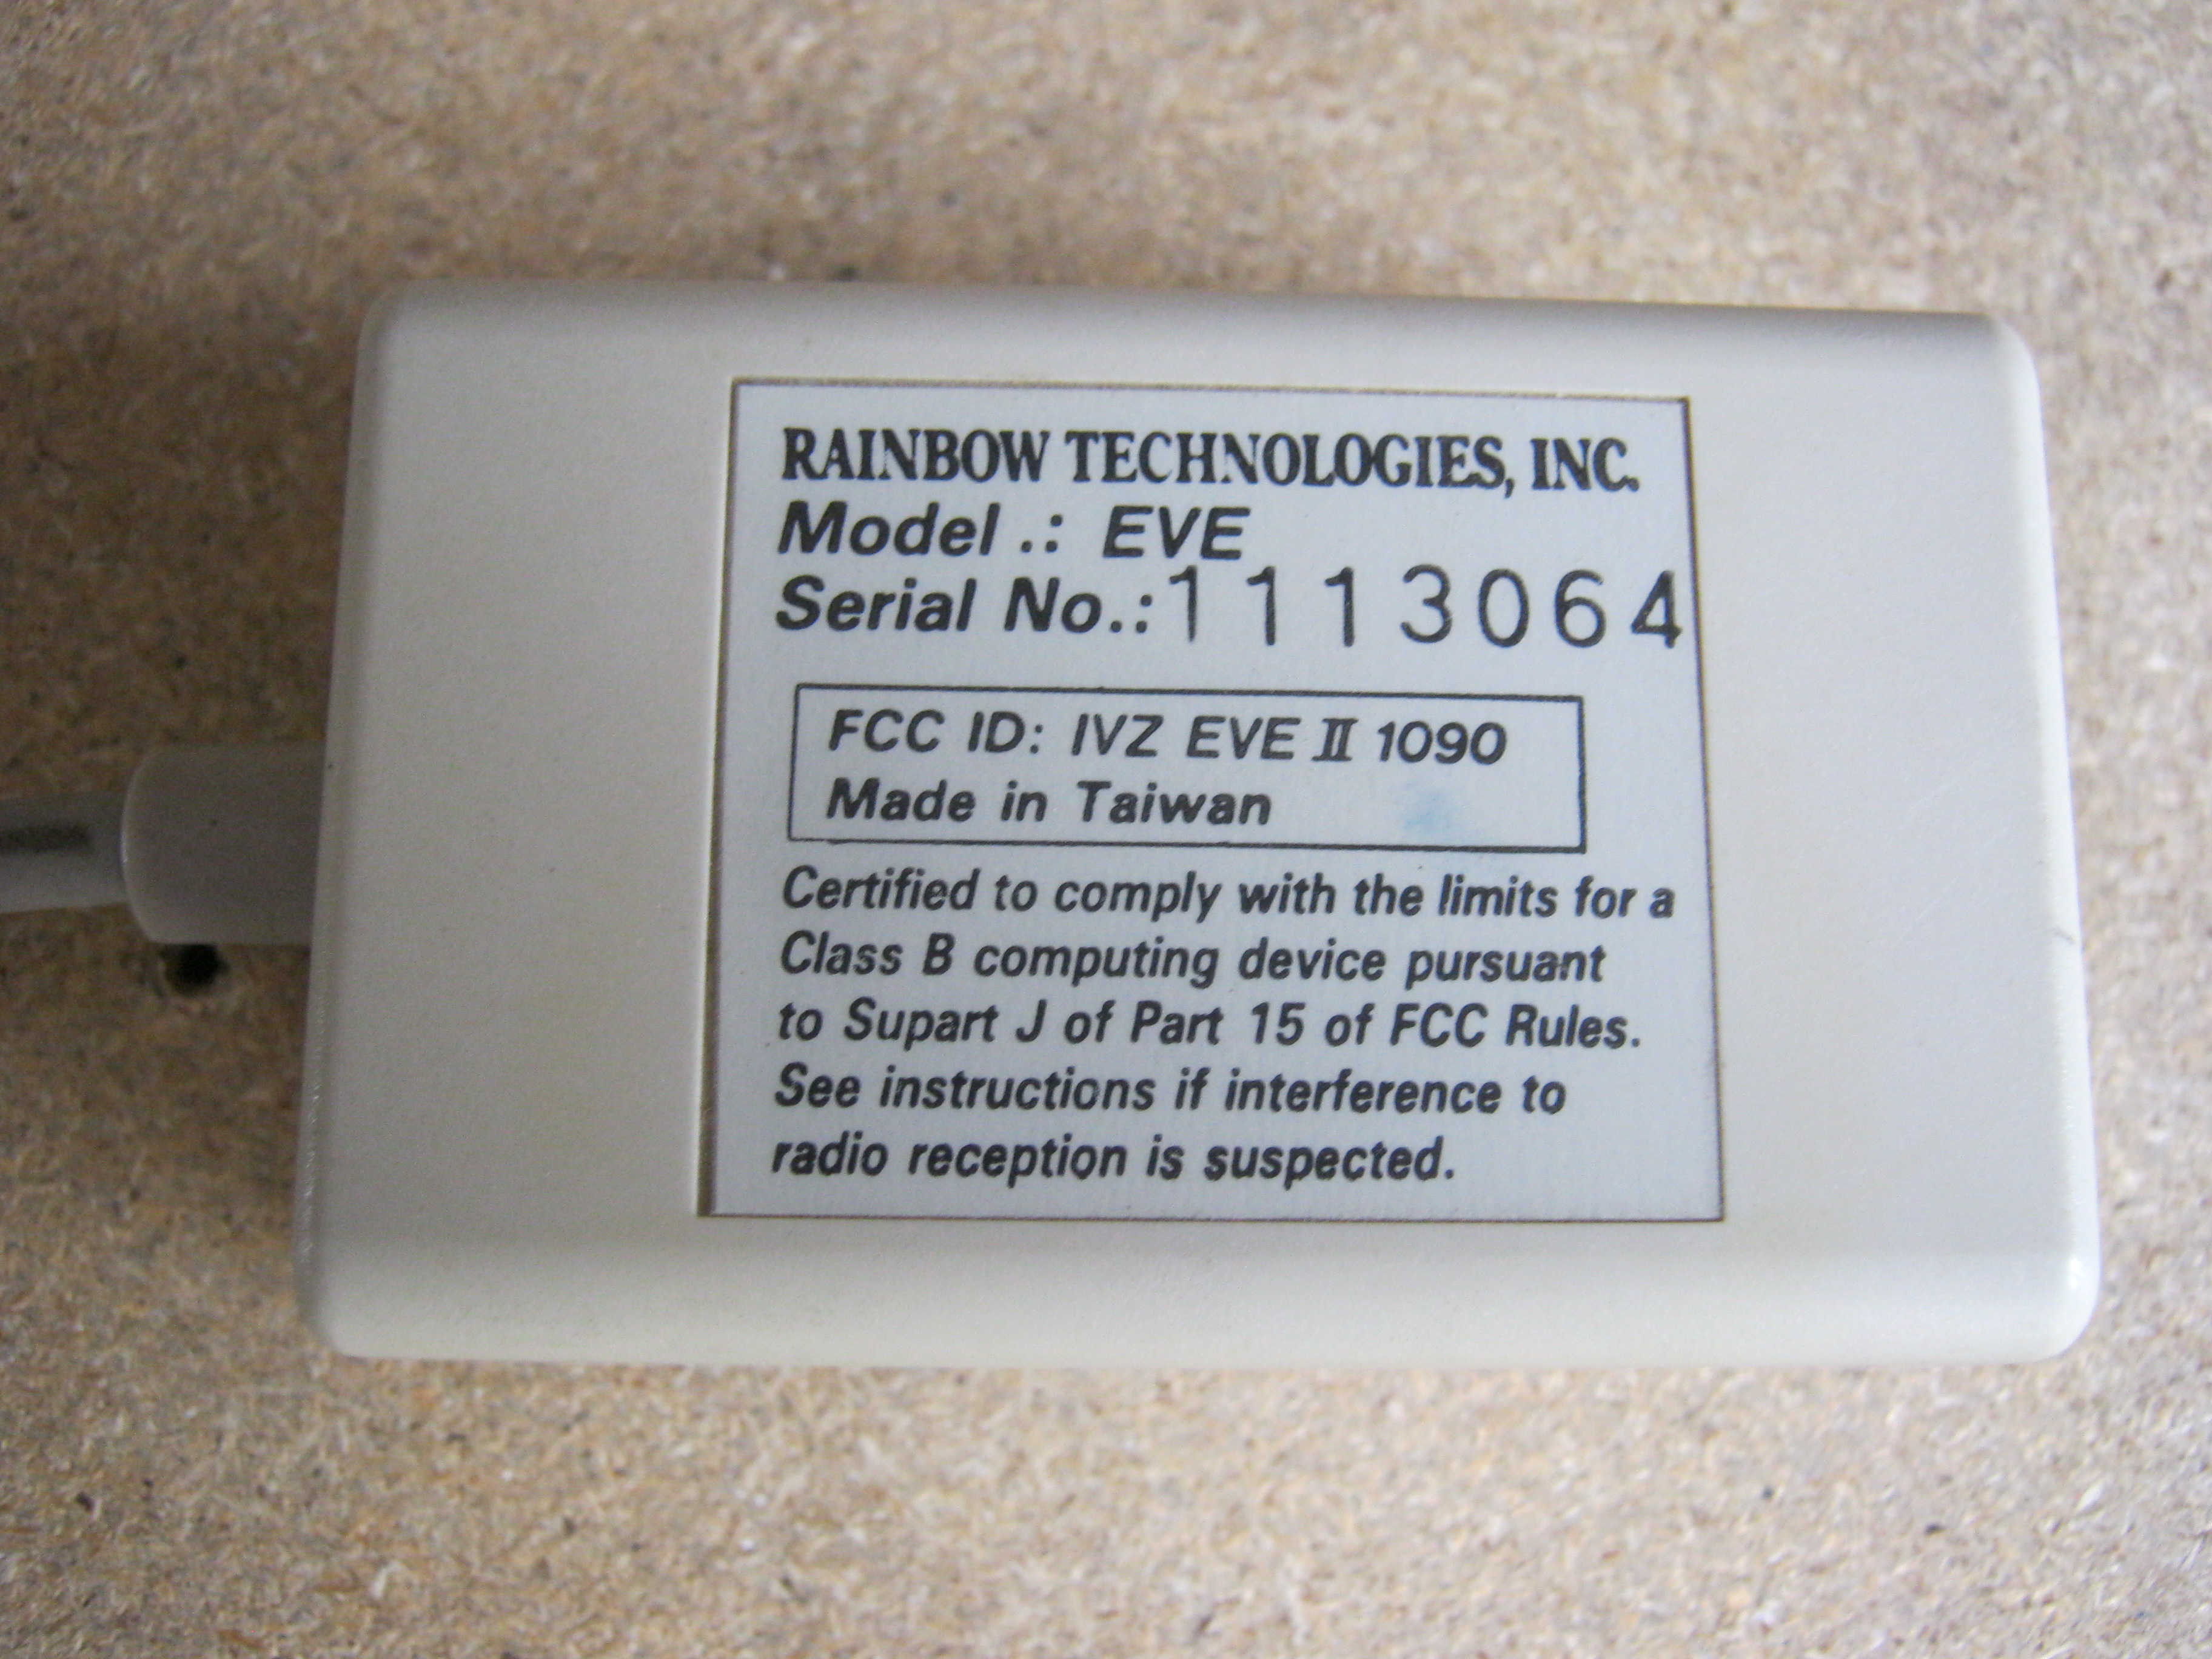 RAINBOW TECHNOLOGIES, INC.
Model .: EVE
Serial No.: 1113064
FCC ID: IVZ EVE II 1090
Made in Taiwan
Certified to comply with the limits for a
Class B computing device pursuant
to Supart J of Part 15 of FCC Rules.
See instructions if interference to
radio reception is suspected.